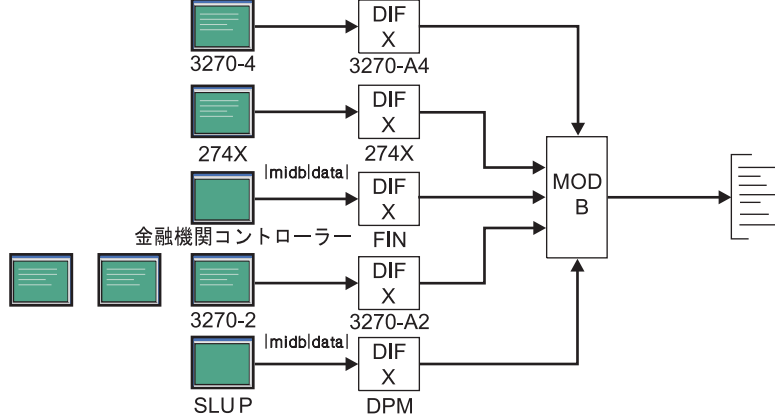 DIF
X
3270-4
3270-A4
DIF
X
274X
274X
|midb|data|
DIF
X
MOD
B
金融機関コントローラー
FIN
DIF
X
3270-2
3270-A2
|midb|data|
DIF
X
SLUP
DPM